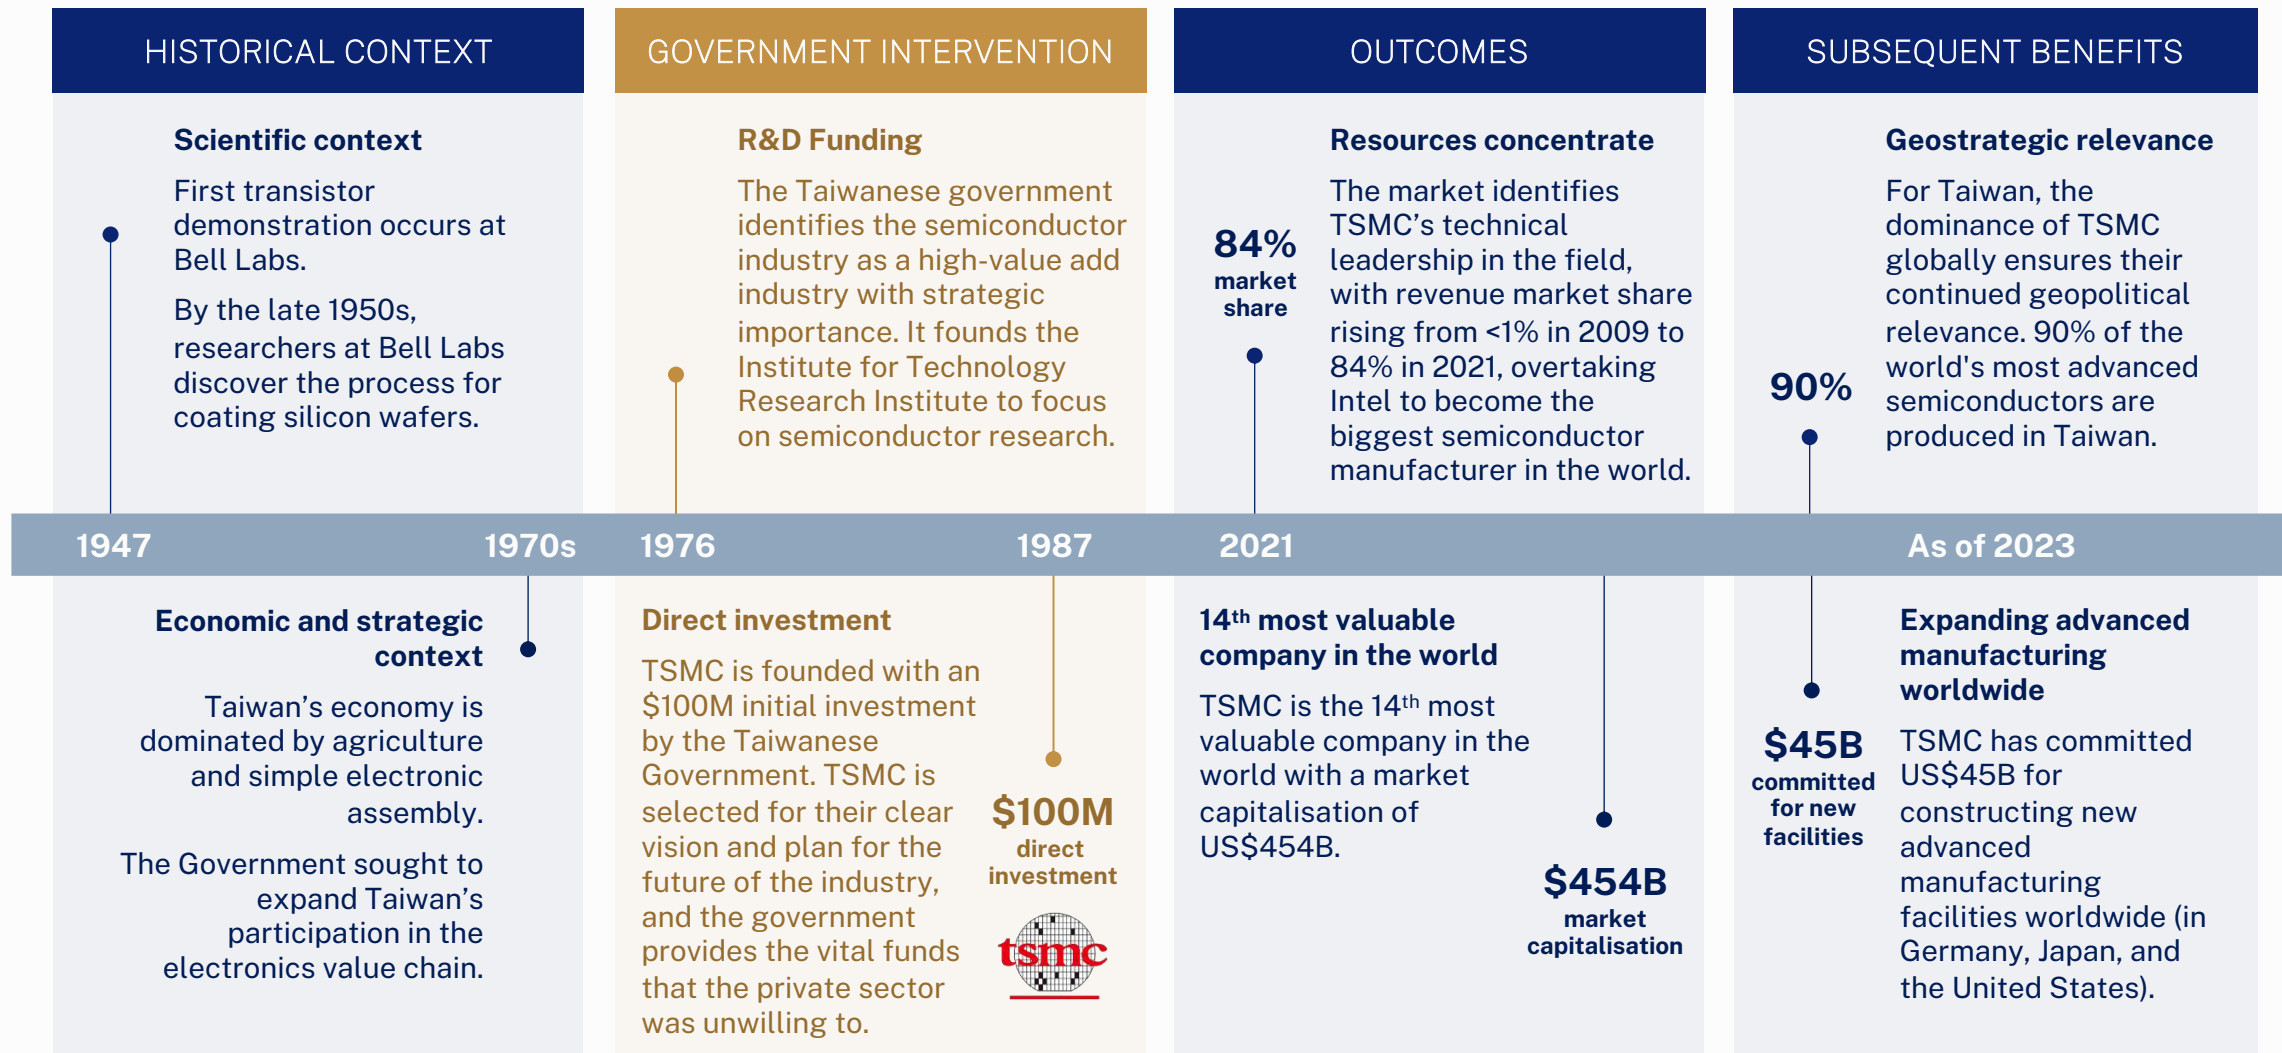 HISTORICAL CONTEXT
Scientific context
First transistor
demonstration occurs at
Bell Labs.
By the late 1950s,
researchers at Bell Labs
discover the process for
coating silicon wafers.
GOVERNMENT INTERVENTION
R&D Funding
The Taiwanese government
identifies the semiconductor
industry as a high-value add
industry with strategic
importance. It founds the
Institute for Technology
Research Institute to focus
on semiconductor research.
OUTCOMES
84%
market
share
Resources concentrate
The market identifies
TSMC’s technical
leadership in the field,
with revenue market share
rising from <1% in 2009 to
84% in 2021, overtaking
Intel to become the
biggest semiconductor
manufacturer in the world.
SUBSEQUENT BENEFITS
90%
Geostrategic relevance
For Taiwan, the
dominance of TSMC
globally ensures their
continued geopolitical
relevance. 90% of the
world's most advanced
semiconductors are
produced in Taiwan.
1947 1970s 1976 1987 2021 As of 2023
Economic and strategic
context
Taiwan’s economy is
dominated by agriculture
and simple electronic
assembly.
The Government sought to
expand Taiwan’s
participation in the
electronics value chain.
Direct investment
TSMC is founded with an
$100M initial investment
by the Taiwanese
Government. TSMC is
selected for their clear
vision and plan for the
future of the industry,
and the government
provides the vital funds
that the private sector
was unwilling to.
$100M
direct
investment
tsmc
14th most valuable
company in the world
TSMC is the 14th most
valuable company in the
world with a market
capitalisation of
US$454B.
$454B
market
capitalisation
$45B
committed
for new
facilities
Expanding advanced
manufacturing
worldwide
TSMC has committed
US$45B for
constructing new
advanced
manufacturing
facilities worldwide (in
Germany, Japan, and
the United States).